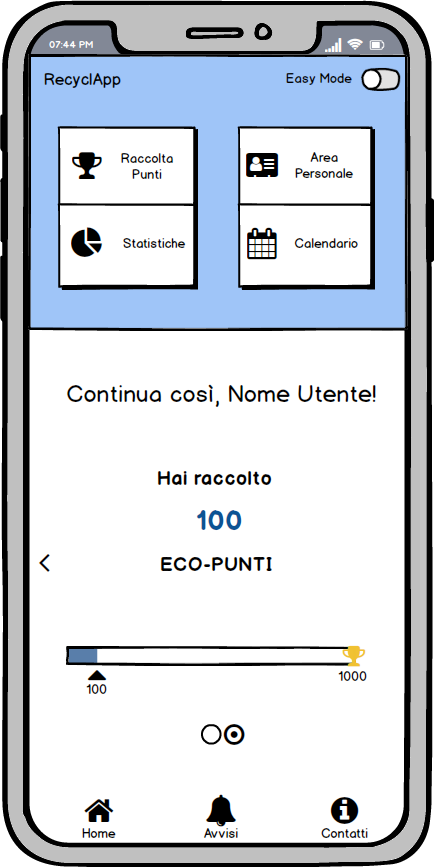 07:44 PM
RecyclApp
Easy Mode
Raccolta
Punti
Area
Personale
Statistiche
Calendario
Continua così, Nome Utente!
Hai raccolto
100
ECO-PUNTI
100
1000
Home
Avvisi
Contatti